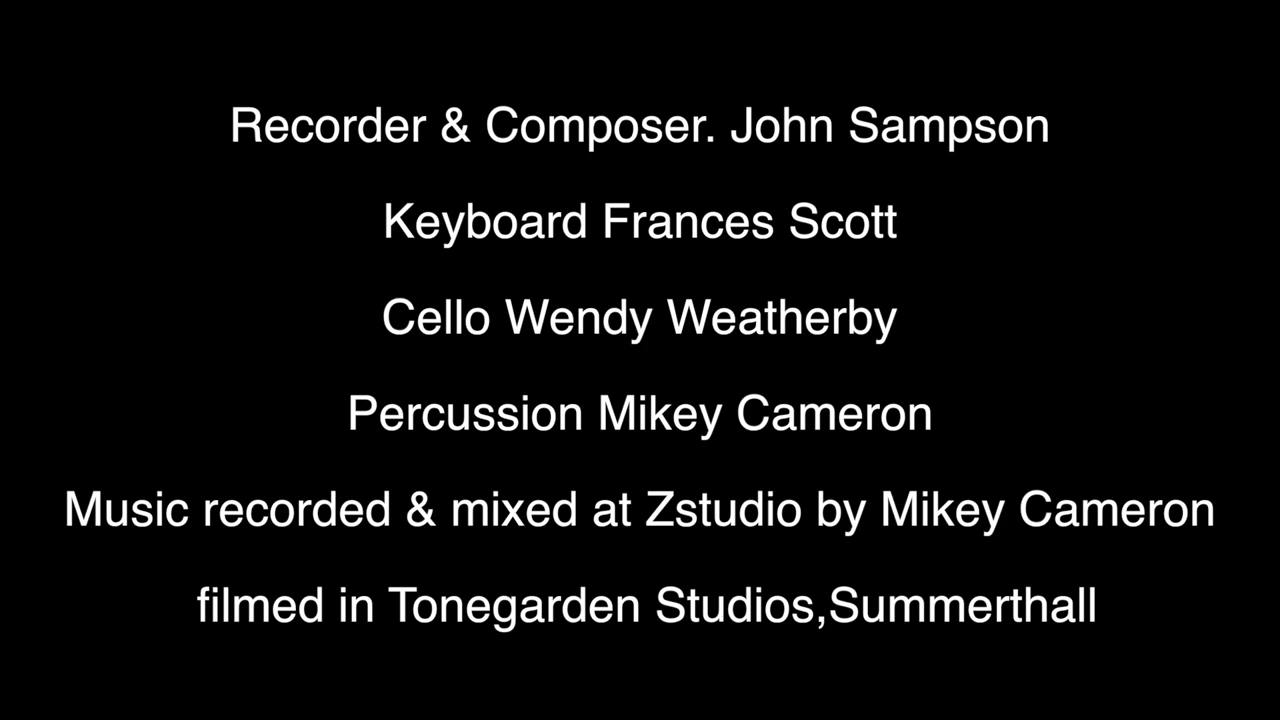 Recorder & Composer. John Sampson
Keyboard Frances Scott
Cello Wendy Weatherby
Percussion Mikey Cameron
Music recorded & mixed at Zstudio by Mikey Cameron
filmed in Tonegarden Studios,Summerthall